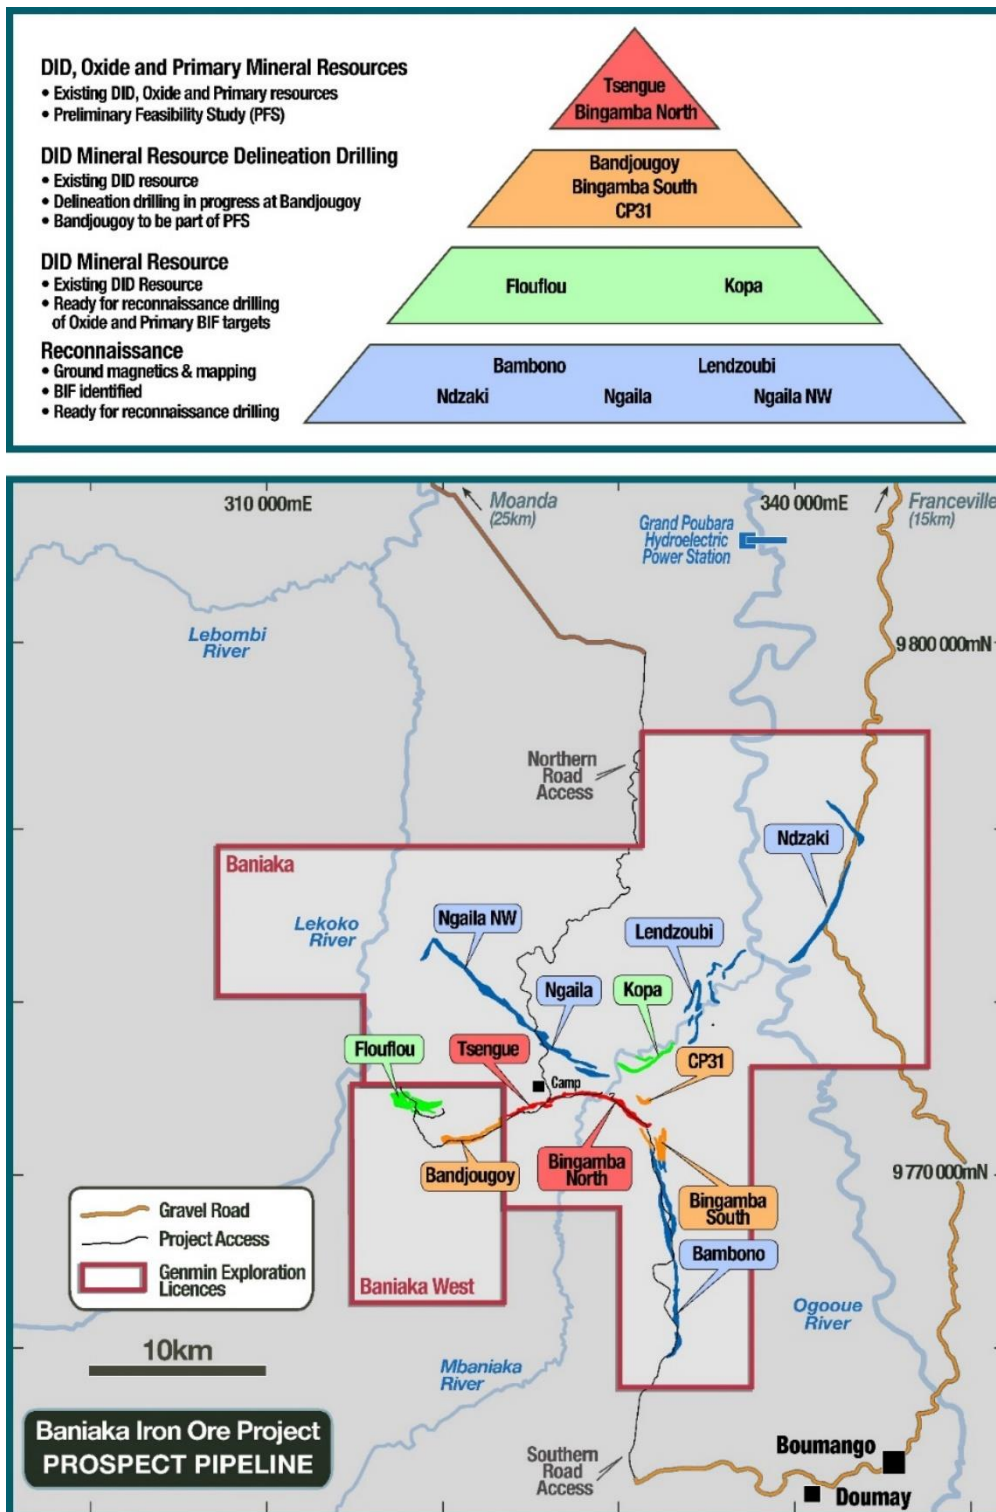 DID, Oxide and Primary Mineral Resources
• Existing DID, Oxide and Primary resources
• Preliminary Feasibility Study (PFS)
Tsengue
Bingamba North
DID Mineral Resource Delineation Drilling
• Existing DID resource
• Delineation drilling in progress at Bandjougoy
• Bandjougoy to be part of PFS
Bandjougoy
Bingamba South
CP31
DID Mineral Resource
• Existing DID Resource
• Ready for reconnaissance drilling
of Oxide and Primary BIF targets
Flouflou Kopa
Reconnaissance
• Ground magnetics & mapping
• BIF identified
• Ready for reconnaissance drilling
Bambono Lendzoubi
Ndzaki Ngaila Ngaila NW
310 000mE
Moanda
(25km)
Grand Poubara
Hydroelectric
Power Station
340 000mE
Franceville
(15km)
Lebombi
River
9 800 000mN
Northern
Road
Access
Baniaka
Ndzaki
Lekoko
River
Ngaila NW
Lendzoubi
Ngaila
Kopa
Flouflou
Tsengue
CP31
Camp
Bandjougoy
Bingamba
North
9 770 000mN
Bingamba
South
Bambono
Baniaka West
Gravel Road
Project Access
Genmin Exploration
Licences
10km
Ogooue
River
Mbaniaka
River
Baniaka Iron Ore Project
PROSPECT PIPELINE
Southern
Road
Access
Boumango
Doumay